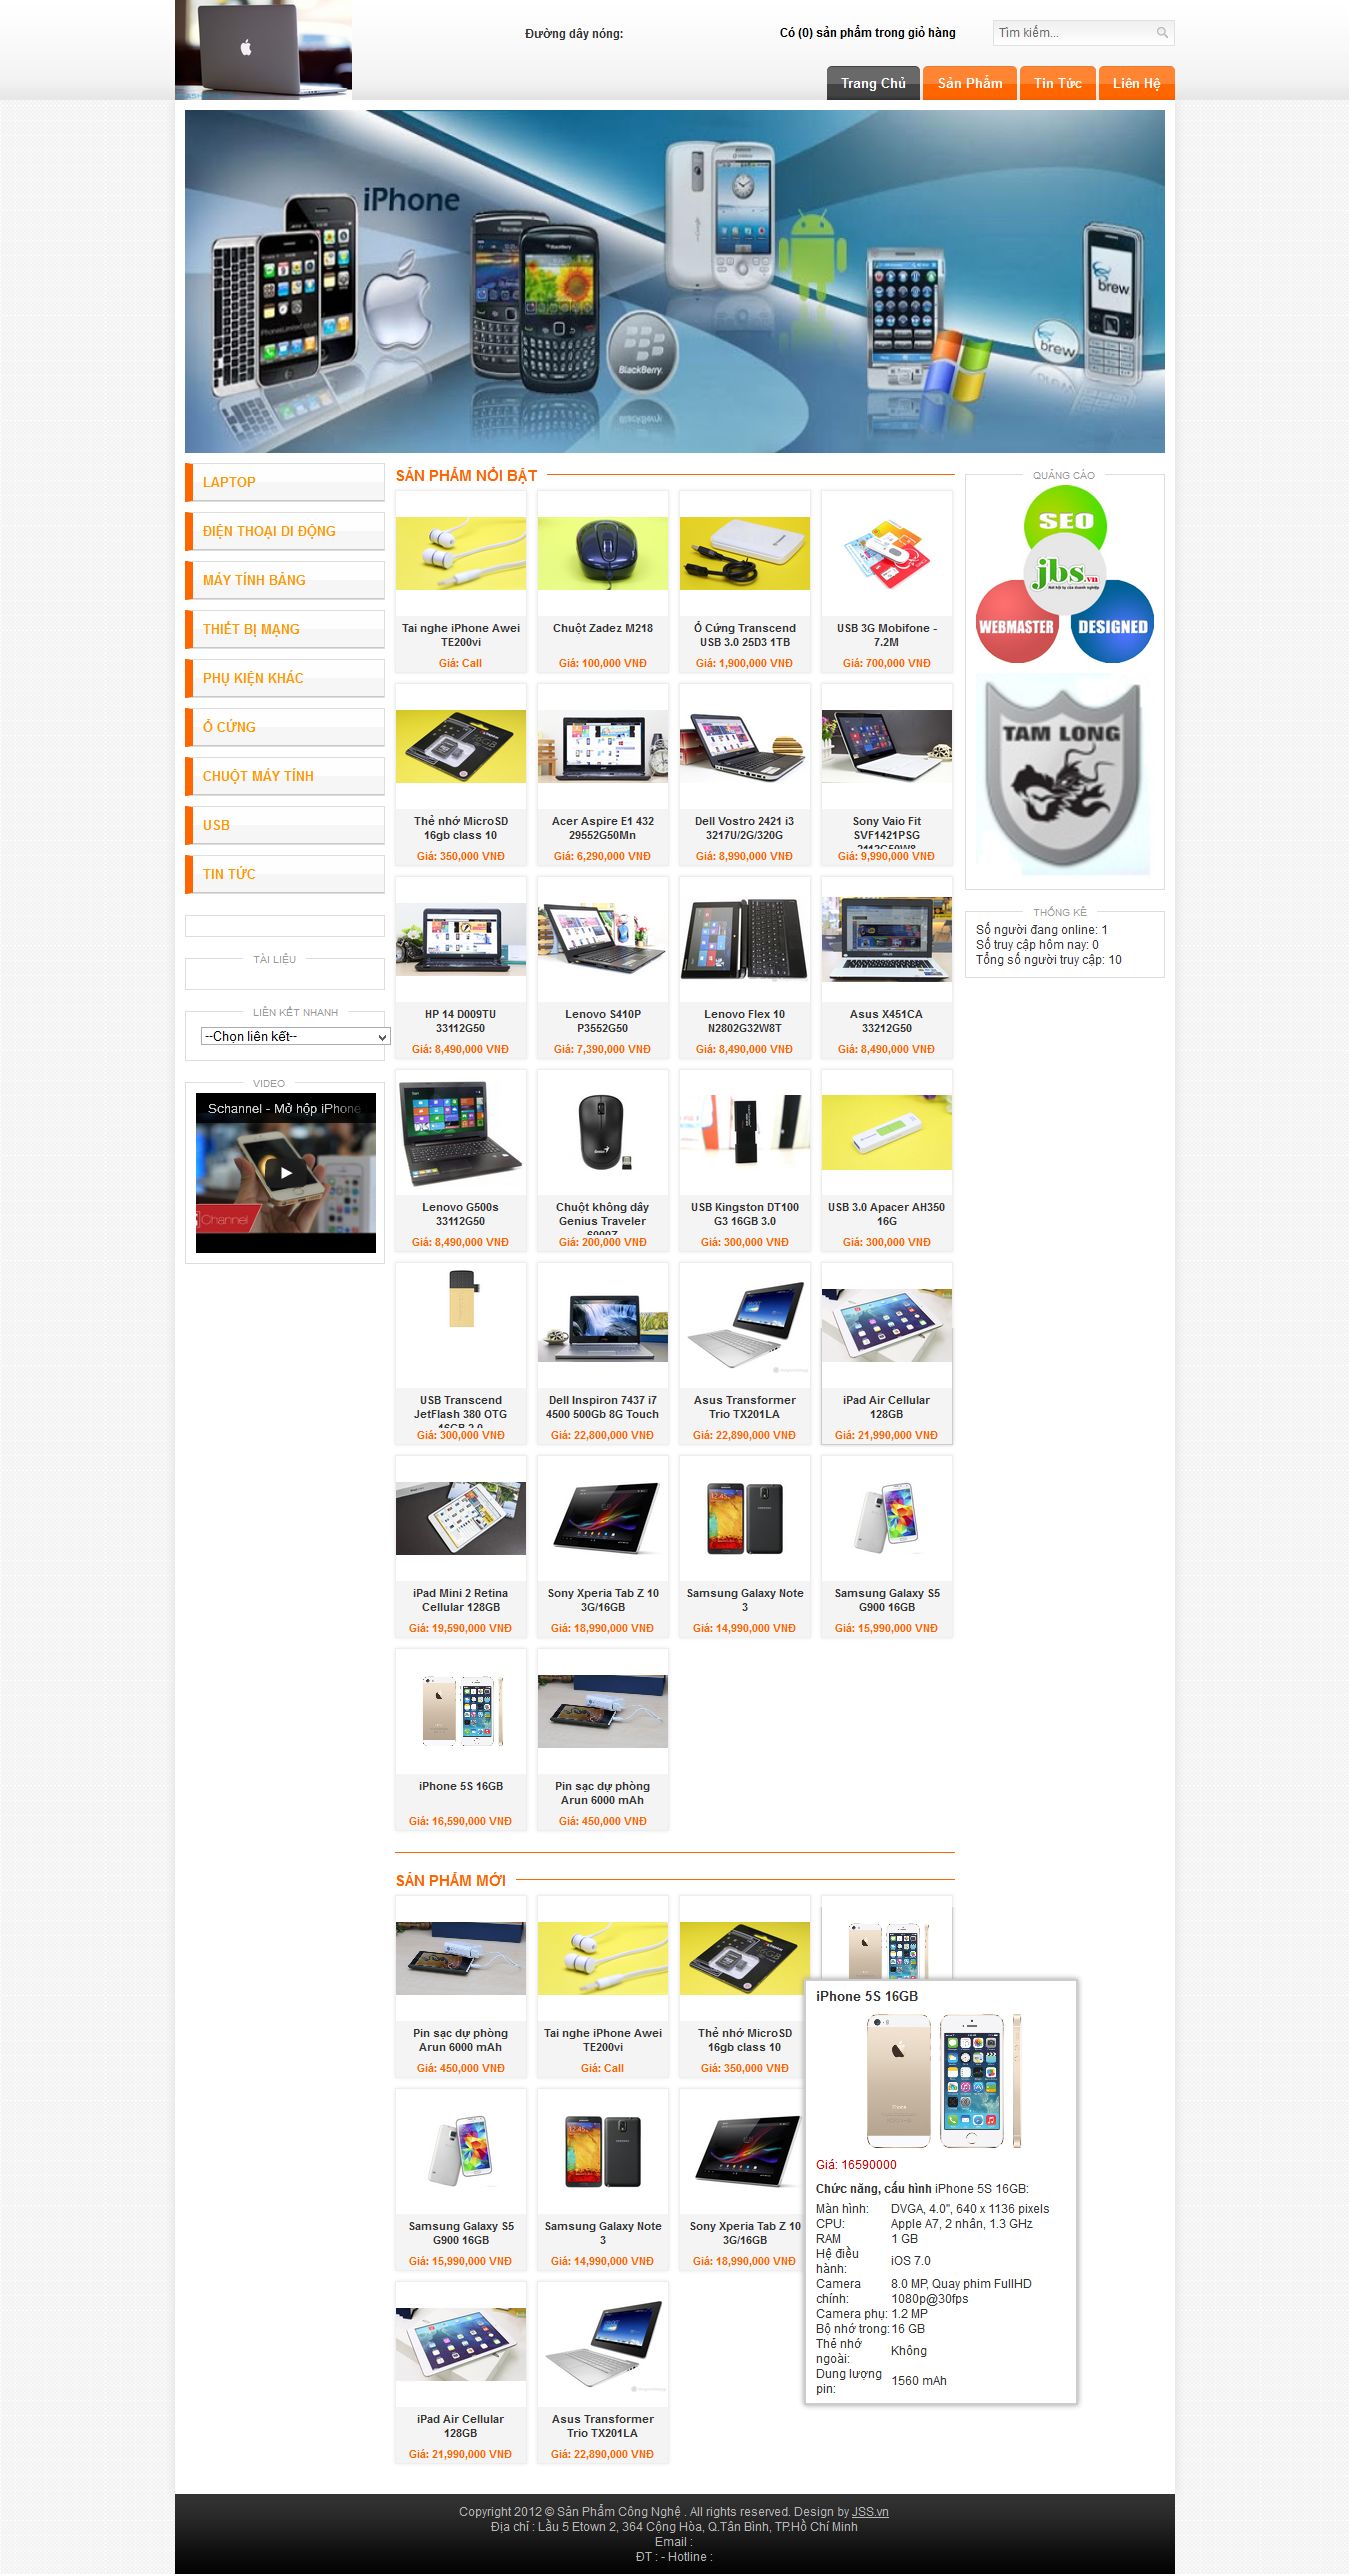 Đường dây nóng:
Có (0) sản phẩm trong giỏ hàng
Tìm kiếm...
Trang Chủ
Sản Phẩm
Tin Tức
Liên Hệ
iPhone
BlackBerry
brew
brew
LAPTOP
ĐIỆN THOẠI DI ĐỘNG
MÁY TÍNH BẢNG
THIẾT BỊ MẠNG
PHỤ KIỆN KHÁC
Ổ CỨNG
CHUỘT MÁY TÍNH
USB
TIN TỨC
TÀI LIỆU
LIÊN KẾT NHANH
--Chọn liên kết--
VIDEO
Schannel - Mở hộp iPhone
Channel
SẢN PHẨM NỔI BẬT
Tai nghe iPhone Awei
TE200vi
Giá: Call
Chuột Zadez M218
Giá: 100,000 VNĐ
Ổ Cứng Transcend
USB 3.0 25D3 1TB
Giá: 1,900,000 VNĐ
USB 3G Mobifone -
7.2M
Giá: 700,000 VNĐ
Thẻ nhớ MicroSD
16gb class 10
Giá: 350,000 VNĐ
Acer Aspire E1 432
29552G50Mn
Giá: 6,290,000 VNĐ
Dell Vostro 2421 i3
3217U/2G/320G
Giá: 8,990,000 VNĐ
Sony Vaio Fit
SVF1421PSG
2112G50W8
Giá: 9,990,000 VNĐ
HP 14 D009TU
33112G50
Giá: 8,490,000 VNĐ
Lenovo S410P
P3552G50
Giá: 7,390,000 VNĐ
Lenovo Flex 10
N2802G32W8T
Giá: 8,490,000 VNĐ
Asus X451CA
33212G50
Giá: 8,490,000 VNĐ
Lenovo G500s
33112G50
Giá: 8,490,000 VNĐ
Chuột không dây
Genius Traveler
6000Z
Giá: 200,000 VNĐ
USB Kingston DT100
G3 16GB 3.0
Giá: 300,000 VNĐ
USB 3.0 Apacer AH350
16G
Giá: 300,000 VNĐ
USB Transcend
JetFlash 380 OTG
16GB 2.0
Giá: 300,000 VNĐ
Dell Inspiron 7437 i7
4500 500Gb 8G Touch
Giá: 22,800,000 VNĐ
Asus Transformer
Trio TX201LA
Giá: 22,890,000 VNĐ
iPad Air Cellular
128GB
Giá: 21,990,000 VNĐ
iPad Mini 2 Retina
Cellular 128GB
Giá: 19,590,000 VNĐ
Sony Xperia Tab Z 10
3G/16GB
Giá: 18,990,000 VNĐ
Samsung Galaxy Note
3
Giá: 14,990,000 VNĐ
Samsung Galaxy S5
G900 16GB
Giá: 15,990,000 VNĐ
iPhone 5S 16GB
Giá: 16,590,000 VNĐ
Pin sạc dự phòng
Arun 6000 mAh
Giá: 450,000 VNĐ
SẢN PHẨM MỚI
Pin sạc dự phòng
Arun 6000 mAh
Giá: 450,000 VNĐ
Tai nghe iPhone Awei
TE200vi
Giá: Call
Thẻ nhớ MicroSD
16gb class 10
Giá: 350,000 VNĐ
Samsung Galaxy S5
G900 16GB
Giá: 15,990,000 VNĐ
Samsung Galaxy Note
3
Giá: 14,990,000 VNĐ
Sony Xperia Tab Z 10
3G/16GB
Giá: 18,990,000 VNĐ
iPad Air Cellular
128GB
Giá: 21,990,000 VNĐ
Asus Transformer
Trio TX201LA
Giá: 22,890,000 VNĐ
iPhone 5S 16GB
Giá: 16590000
Chức năng, cấu hình iPhone 5S 16GB:
Màn hình: DVGA, 4.0", 640 x 1136 pixels
CPU: Apple A7, 2 nhân, 1.3 GHz
RAM 1 GB
Hệ điều hành: iOS 7.0
Camera chính: 8.0 MP, Quay phim FullHD
1080p@30fps
Camera phụ: 1.2 MP
Bộ nhớ trong: 16 GB
Thẻ nhớ ngoài: Không
Dung lượng pin: 1560 mAh
QUẢNG CÁO
SEO
jbs.vn
WEBMASTER
DESIGNED
TAM LONG
THỐNG KÊ
Số người đang online: 1
Số truy cập hôm nay: 0
Tổng số người truy cập: 10
Copyright 2012 © Sản Phẩm Công Nghệ . All rights reserved. Design by JSS.vn
Địa chỉ : Lầu 5 Etown 2, 364 Cộng Hòa, Q.Tân Bình, TP.Hồ Chí Minh
Email :
ĐT : - Hotline :